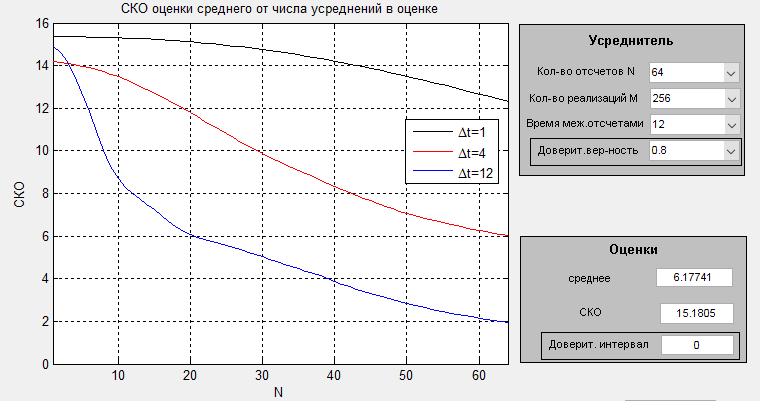 СКО оценки среднего от числа усреднений в оценке
16
14
12
10
8
6
4
2
0
СКО
10
20
30
40
50
60
N
Δt=1
Δt=4
Δt=12
Усреднитель
Кол-во отсчетов N 64
Кол-во реализаций М 256
Время меж.отсчетами 12
Доверит.вер-ность 0.8
Оценки
среднее 6.17741
СКО 15.1805
Доверит. интервал 0